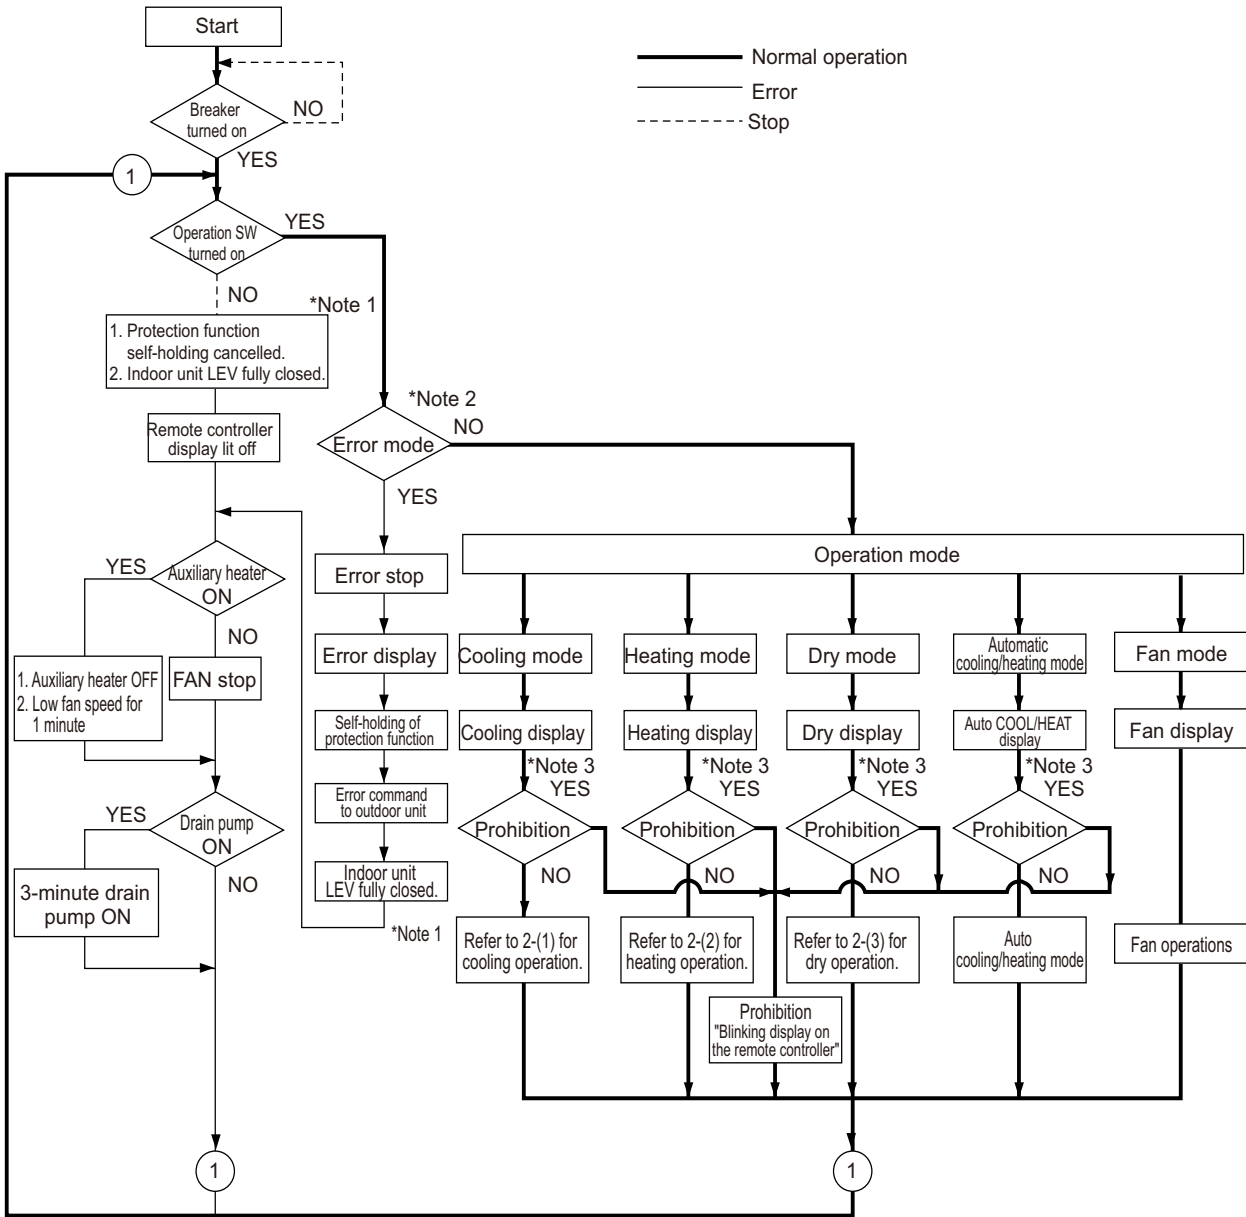 Start
Normal operation
Error
Stop
Breaker
turned on
NO
YES
1
Operation SW
turned on
YES
NO
*Note 1
1. Protection function
self-holding cancelled.
2. Indoor unit LEV fully closed.
*Note 2
Remote controller
display lit off
Error mode
NO
YES
Operation mode
Auxiliary heater
ON
YES
NO
1. Auxiliary heater OFF
2. Low fan speed for
1 minute
FAN stop
Drain pump
ON
YES
NO
3-minute drain
pump ON
Error stop
Error display
Self-holding of
protection function
Error command
to outdoor unit
Indoor unit
LEV fully closed.
*Note 1
Cooling mode
Heating mode
Dry mode
Automatic
cooling/heating mode
Fan mode
Cooling display
Heating display
Dry display
Auto COOL/HEAT
display
Fan display
*Note 3
YES
*Note 3
YES
*Note 3
YES
*Note 3
YES
Prohibition
Prohibition
Prohibition
Prohibition
NO
NO
NO
NO
Refer to 2-(1) for
cooling operation.
Refer to 2-(2) for
heating operation.
Refer to 2-(3) for
dry operation.
Auto
cooling/heating mode
Fan operations
Prohibition
"Blinking display on
the remote controller"
1
1